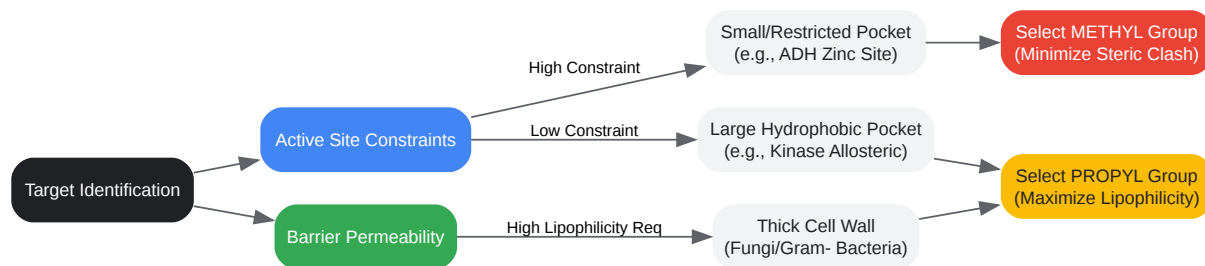 Small/Restricted Pocket
(e.g., ADH Zinc Site)
Select METHYL Group
(Minimize Steric Clash)
High Constraint
Active Site Constraints
Low Constraint
Large Hydrophobic Pocket
(e.g., Kinase Allosteric)
Target Identification
Select PROPYL Group
(Maximize Lipophilicity)
Barrier Permeability
High Lipophilicity Req
Thick Cell Wall
(Fungi/Gram- Bacteria)